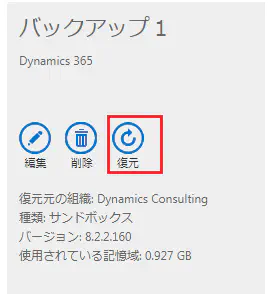 バックアップ 1
Dynamics 365
編集 削除 復元
復元元の組織: Dynamics Consulting
種類: サンドボックス
バージョン: 8.2.2.160
使用されている記憶域: 0.927 GB